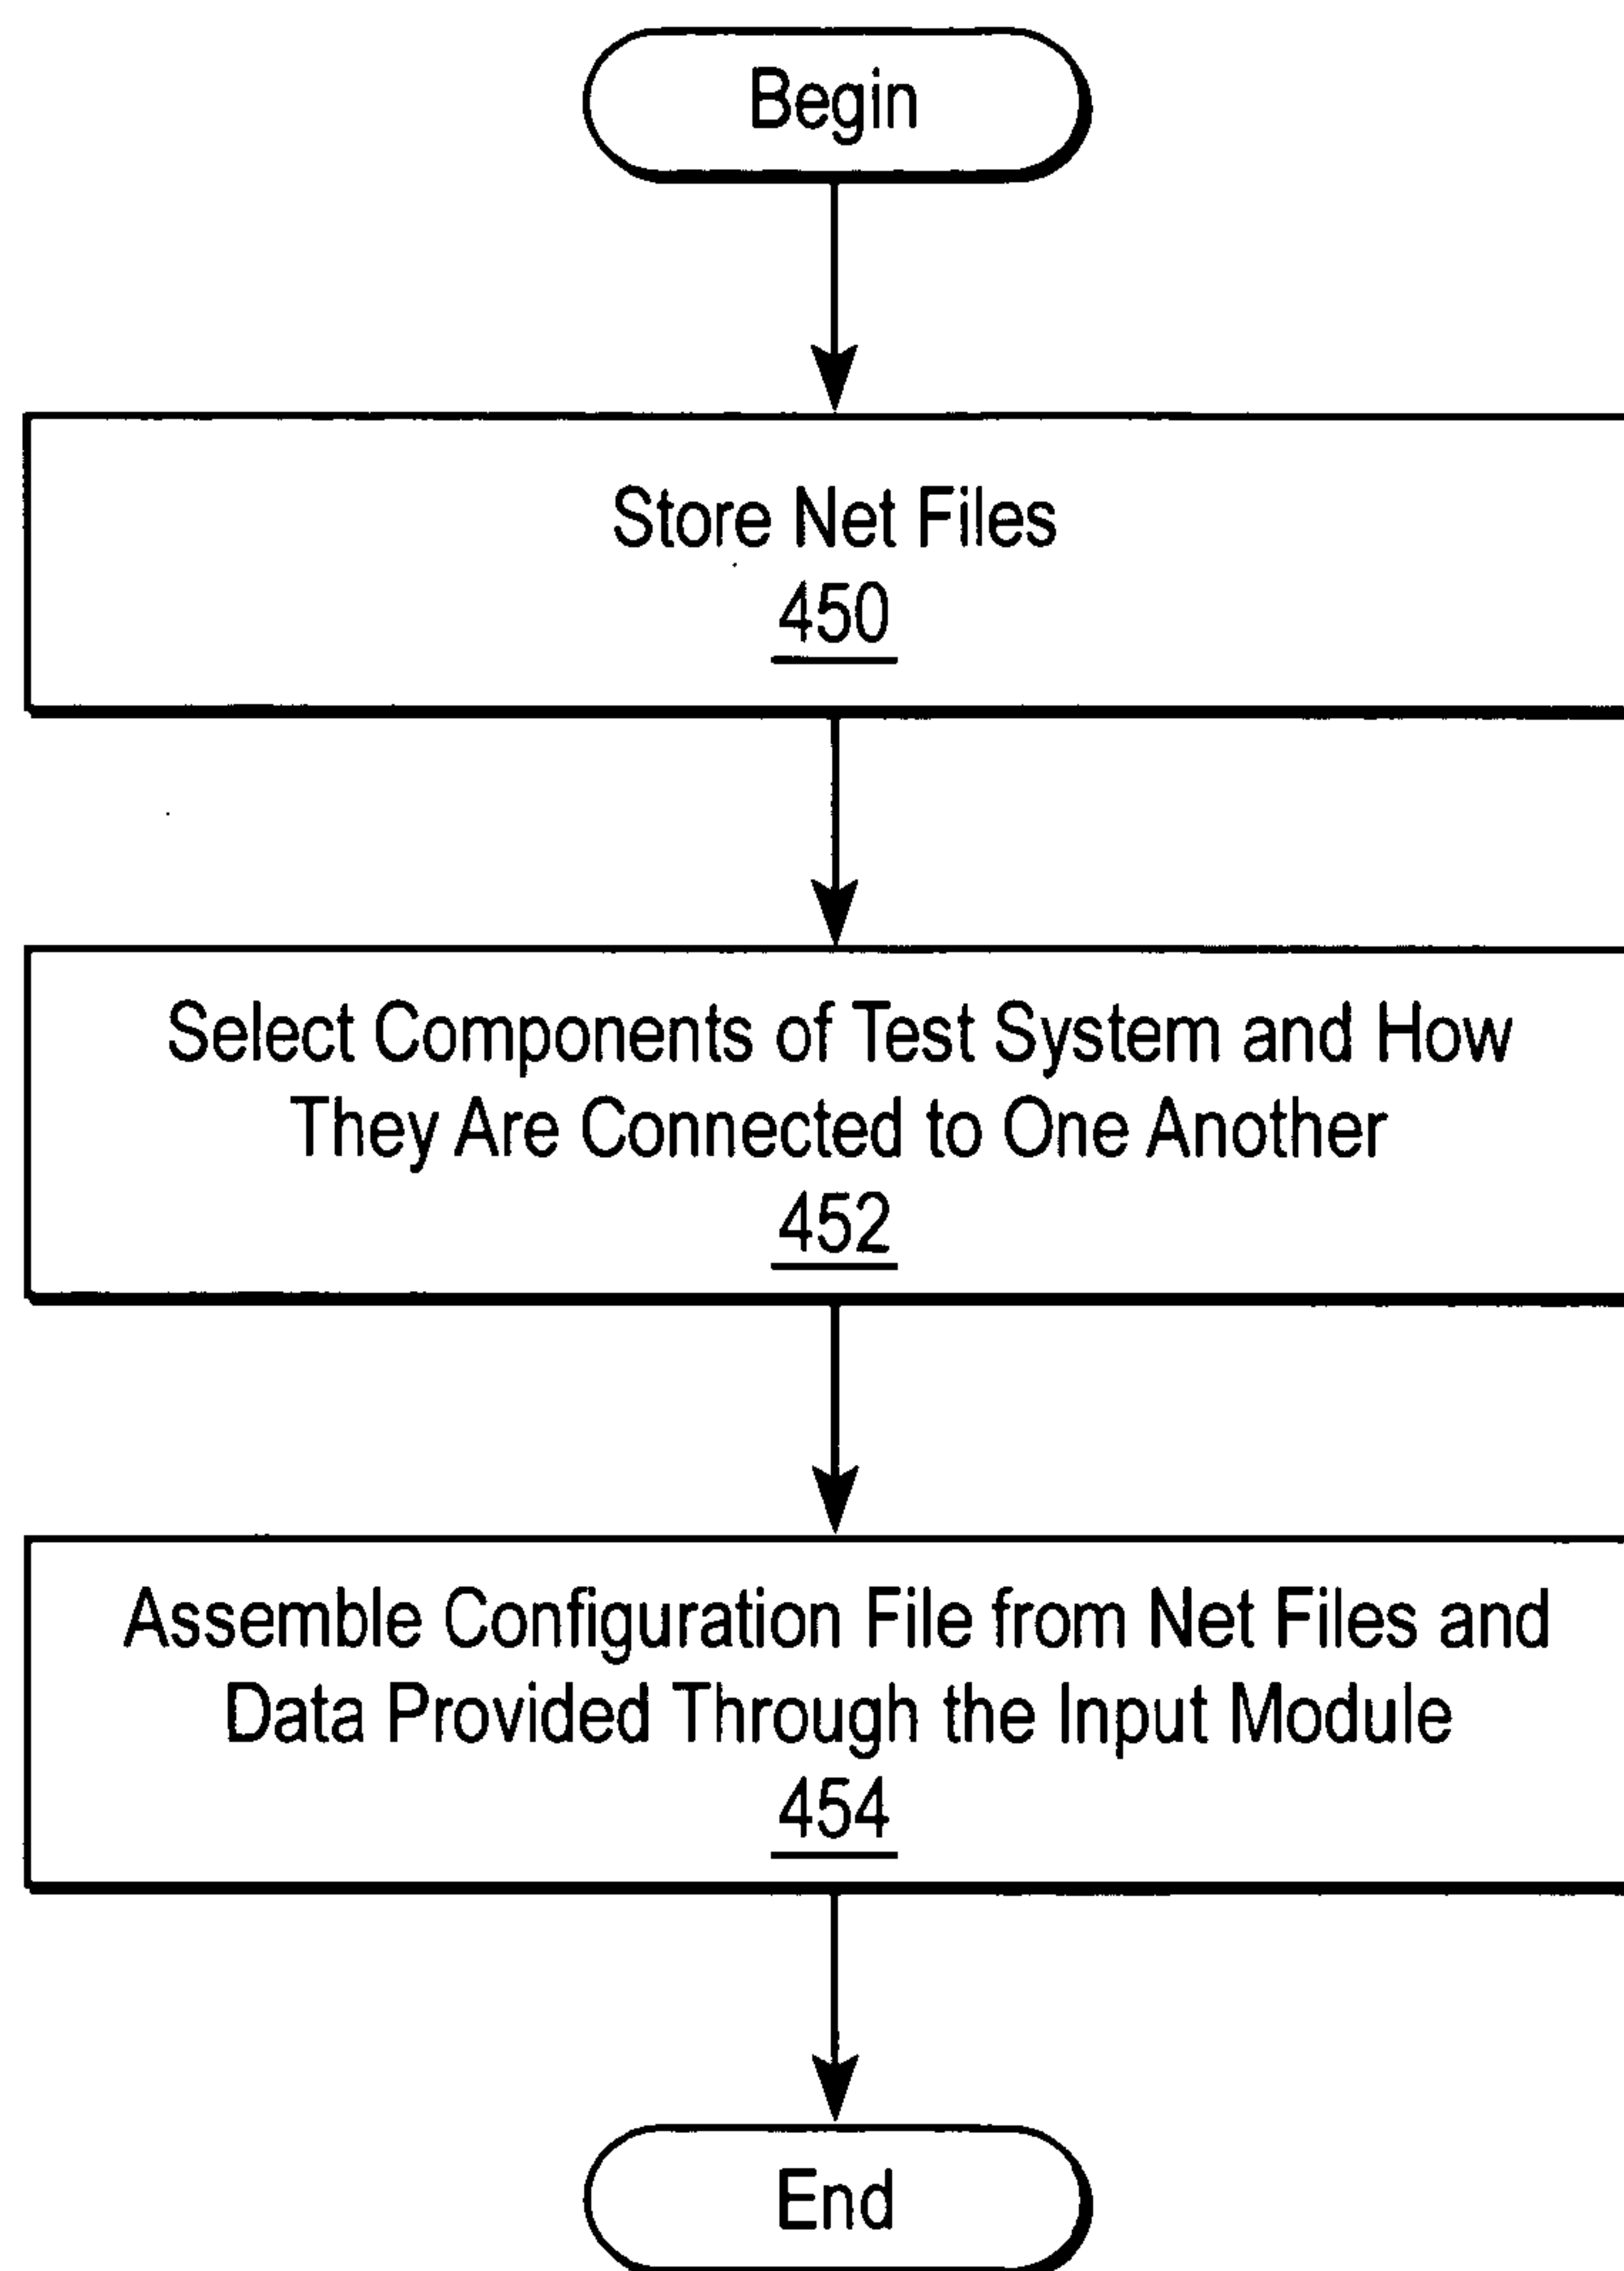 Begin
Store Net Files
450
Select Components of Test System and How
They Are Connected to One Another
452
Assemble Configuration File from Net Files and
Data Provided Through the Input Module
454
End